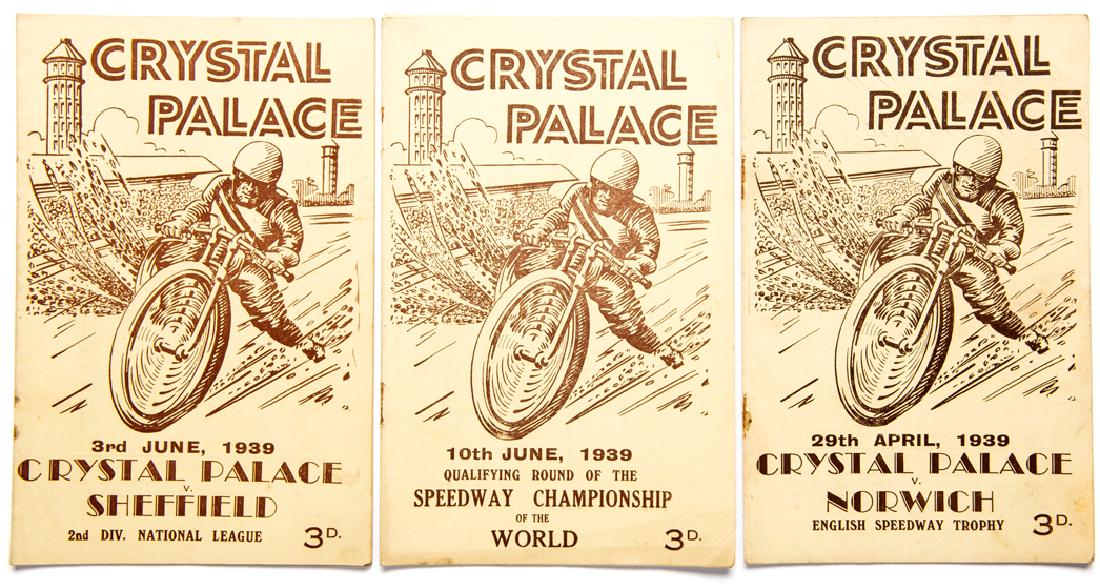 CRYSTAL
PALACE
3rd JUNE, 1939
CRYSTAL PALACE
V.
SHEFFIELD
2nd DIV. NATIONAL LEAGUE
3D.
CRYSTAL
PALACE
10th JUNE, 1939
QUALIFYING ROUND OF THE
SPEEDWAY CHAMPIONSHIP
OF THE
WORLD
3D.
CRYSTAL
PALACE
29th APRIL, 1939
CRYSTAL PALACE
V.
NORWICH
ENGLISH SPEEDWAY TROPHY
3D.